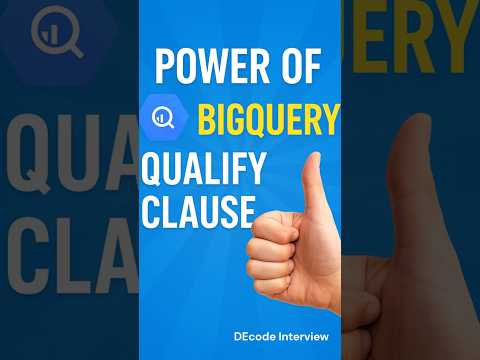 POWER OF
BIGQUERY
QUALIFY
CLAUSE
DEcode Interview